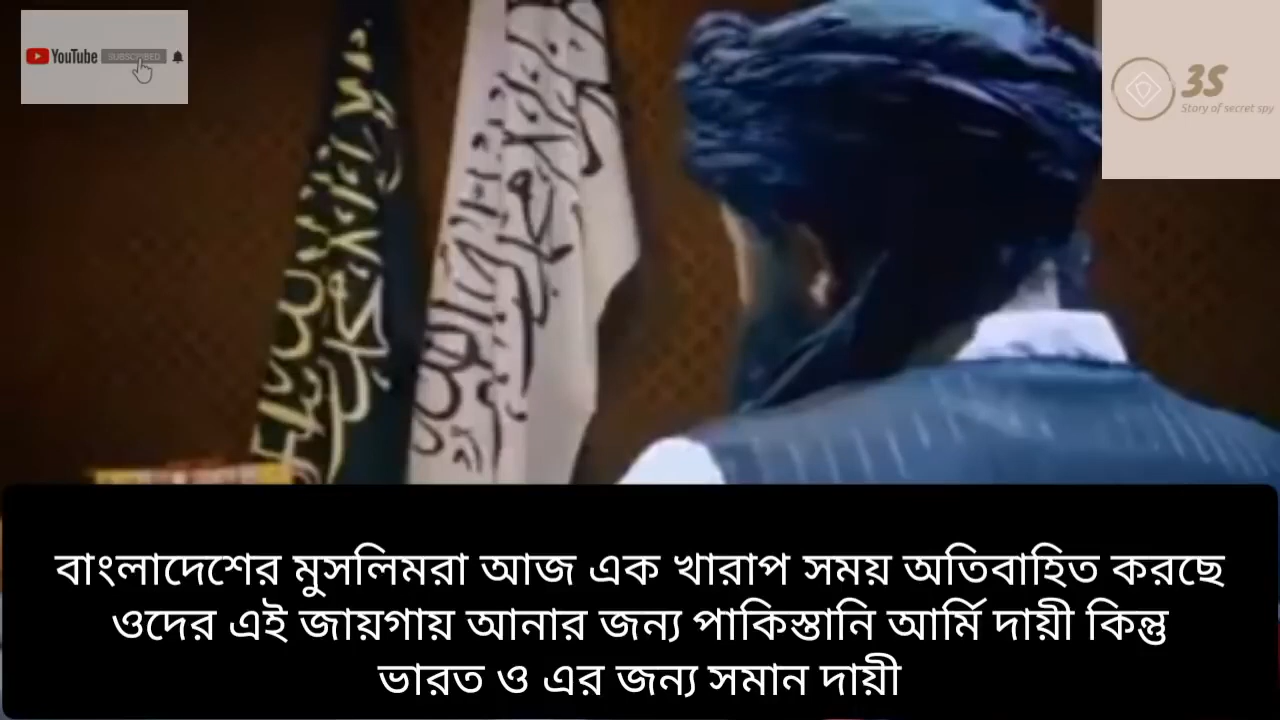 YouTube
SUBSCRIBED
3S
Story of secret spy
বাংলাদেশের মুসলিমরা আজ এক খারাপ সময় অতিবাহিত করছে
ওদের এই জায়গায় আনার জন্য পাকিস্তানি আর্মি দায়ী কিন্তু
ভারত ও এর জন্য সমান দায়ী